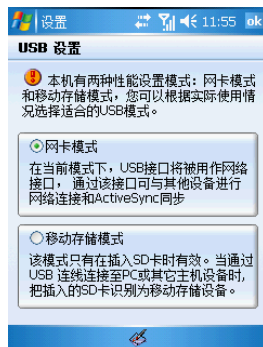 设置 11:55 ok
USB 设置
本机有两种性能设置模式：网卡模式
和移动存储模式，您可以根据实际使用情
况选择适合的USB模式。
网卡模式
在当前模式下，USB接口将被用作网络
接口， 通过该接口可与其他设备进行
网络连接和ActiveSync同步
移动存储模式
该模式只有在插入SD卡时有效。当通过
USB 连线连接至PC或其它主机设备时,
把插入的SD卡识别为移动存储设备。